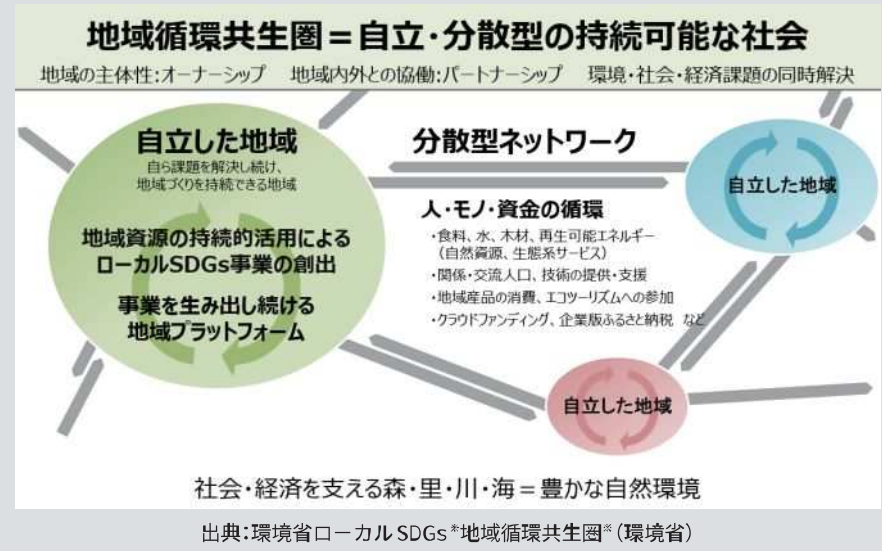 地域循環共生圏＝自立・分散型の持続可能な社会
地域の主体性：オーナーシップ　地域内外との協働：パートナーシップ　環境・社会・経済課題の同時解決
自立した地域
自ら課題を解決し続け、
地域づくりを持続できる地域
地域資源の持続的活用による
ローカルSDGs事業の創出
事業を生み出し続ける
地域プラットフォーム
分散型ネットワーク
人・モノ・資金の循環
・食料、水、木材、再生可能エネルギー
（自然資源、生態系サービス）
・関係・交流人口、技術の提供・支援
・地域産品の消費、エコツーリズムへの参加
・クラウドファンディング、企業版ふるさと納税　など
自立した地域
自立した地域
社会・経済を支える森・里・川・海＝豊かな自然環境
出典：環境省ローカル SDGs※地域循環共生圏※（環境省）